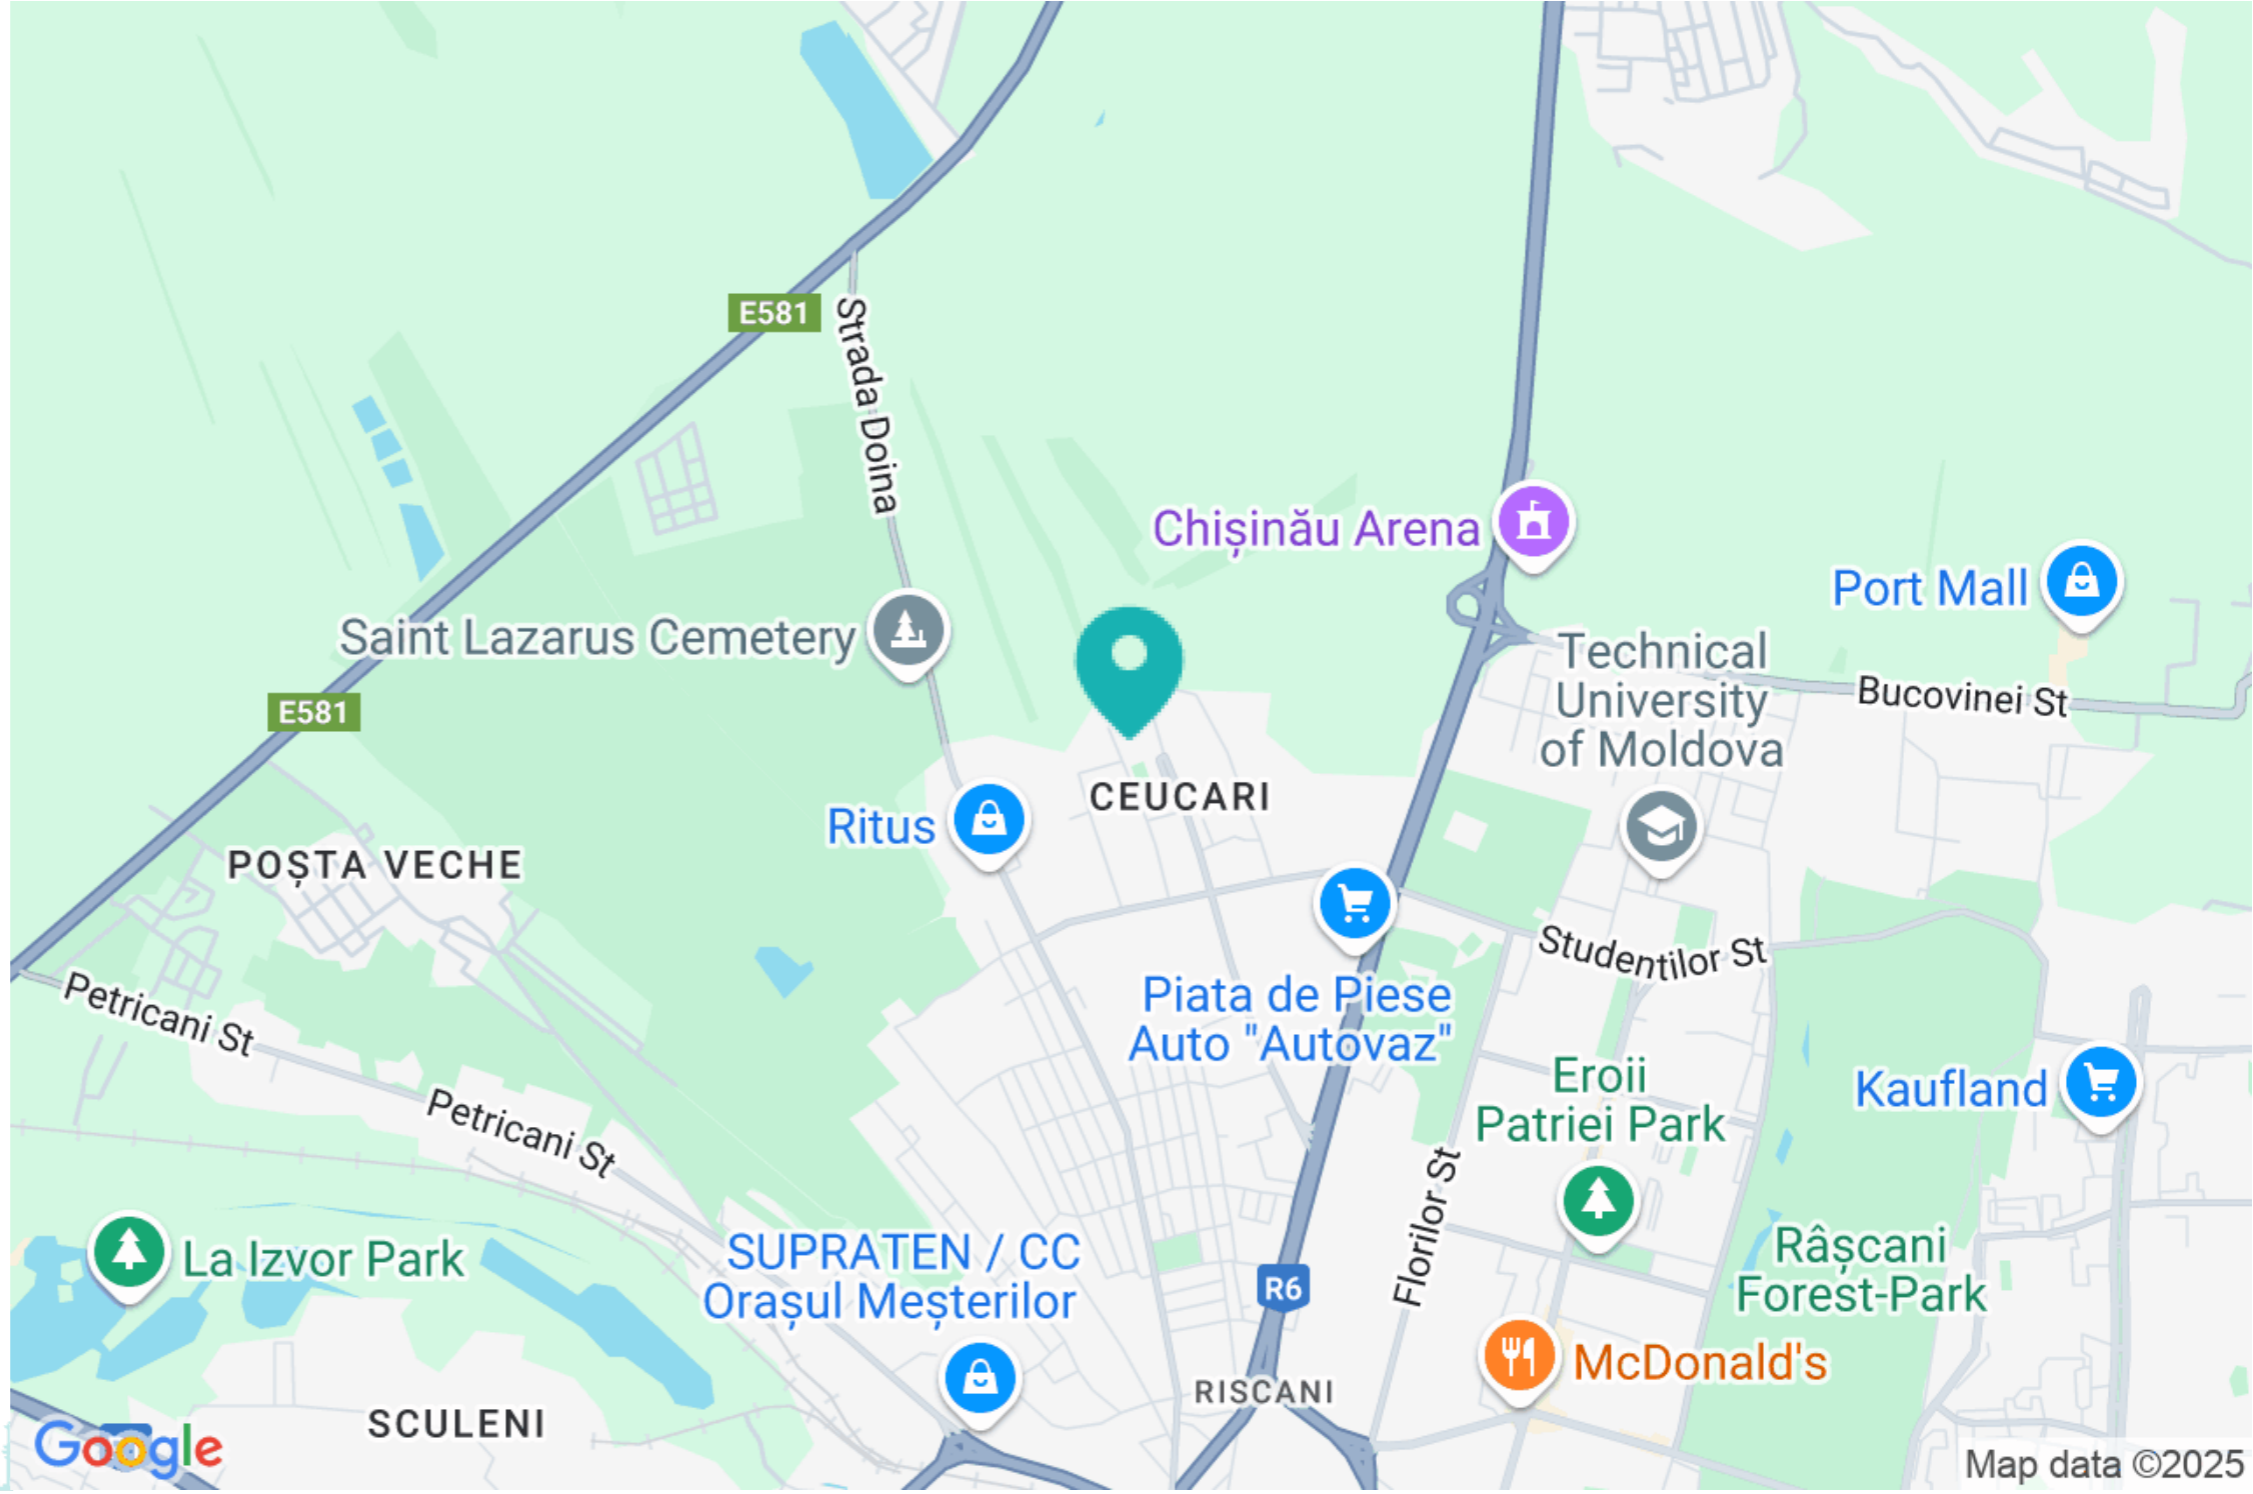 E581
Strada Doina
Chișinău Arena
Port Mall
Saint Lazarus Cemetery
Technical
University
of Moldova
Bucovinei St
E581
CEUCARI
Ritus
POȘTA VECHE
Studentilor St
Petricani St
Piata de Piese
Auto "Autovaz"
Eroii
Patriei Park
Kaufland
Petricani St
Florilor St
La Izvor Park
SUPRATEN / CC
Orașul Meșterilor
R6
Râșcani
Forest-Park
McDonald's
RISCANI
SCULENI
Google
Map data ©2025